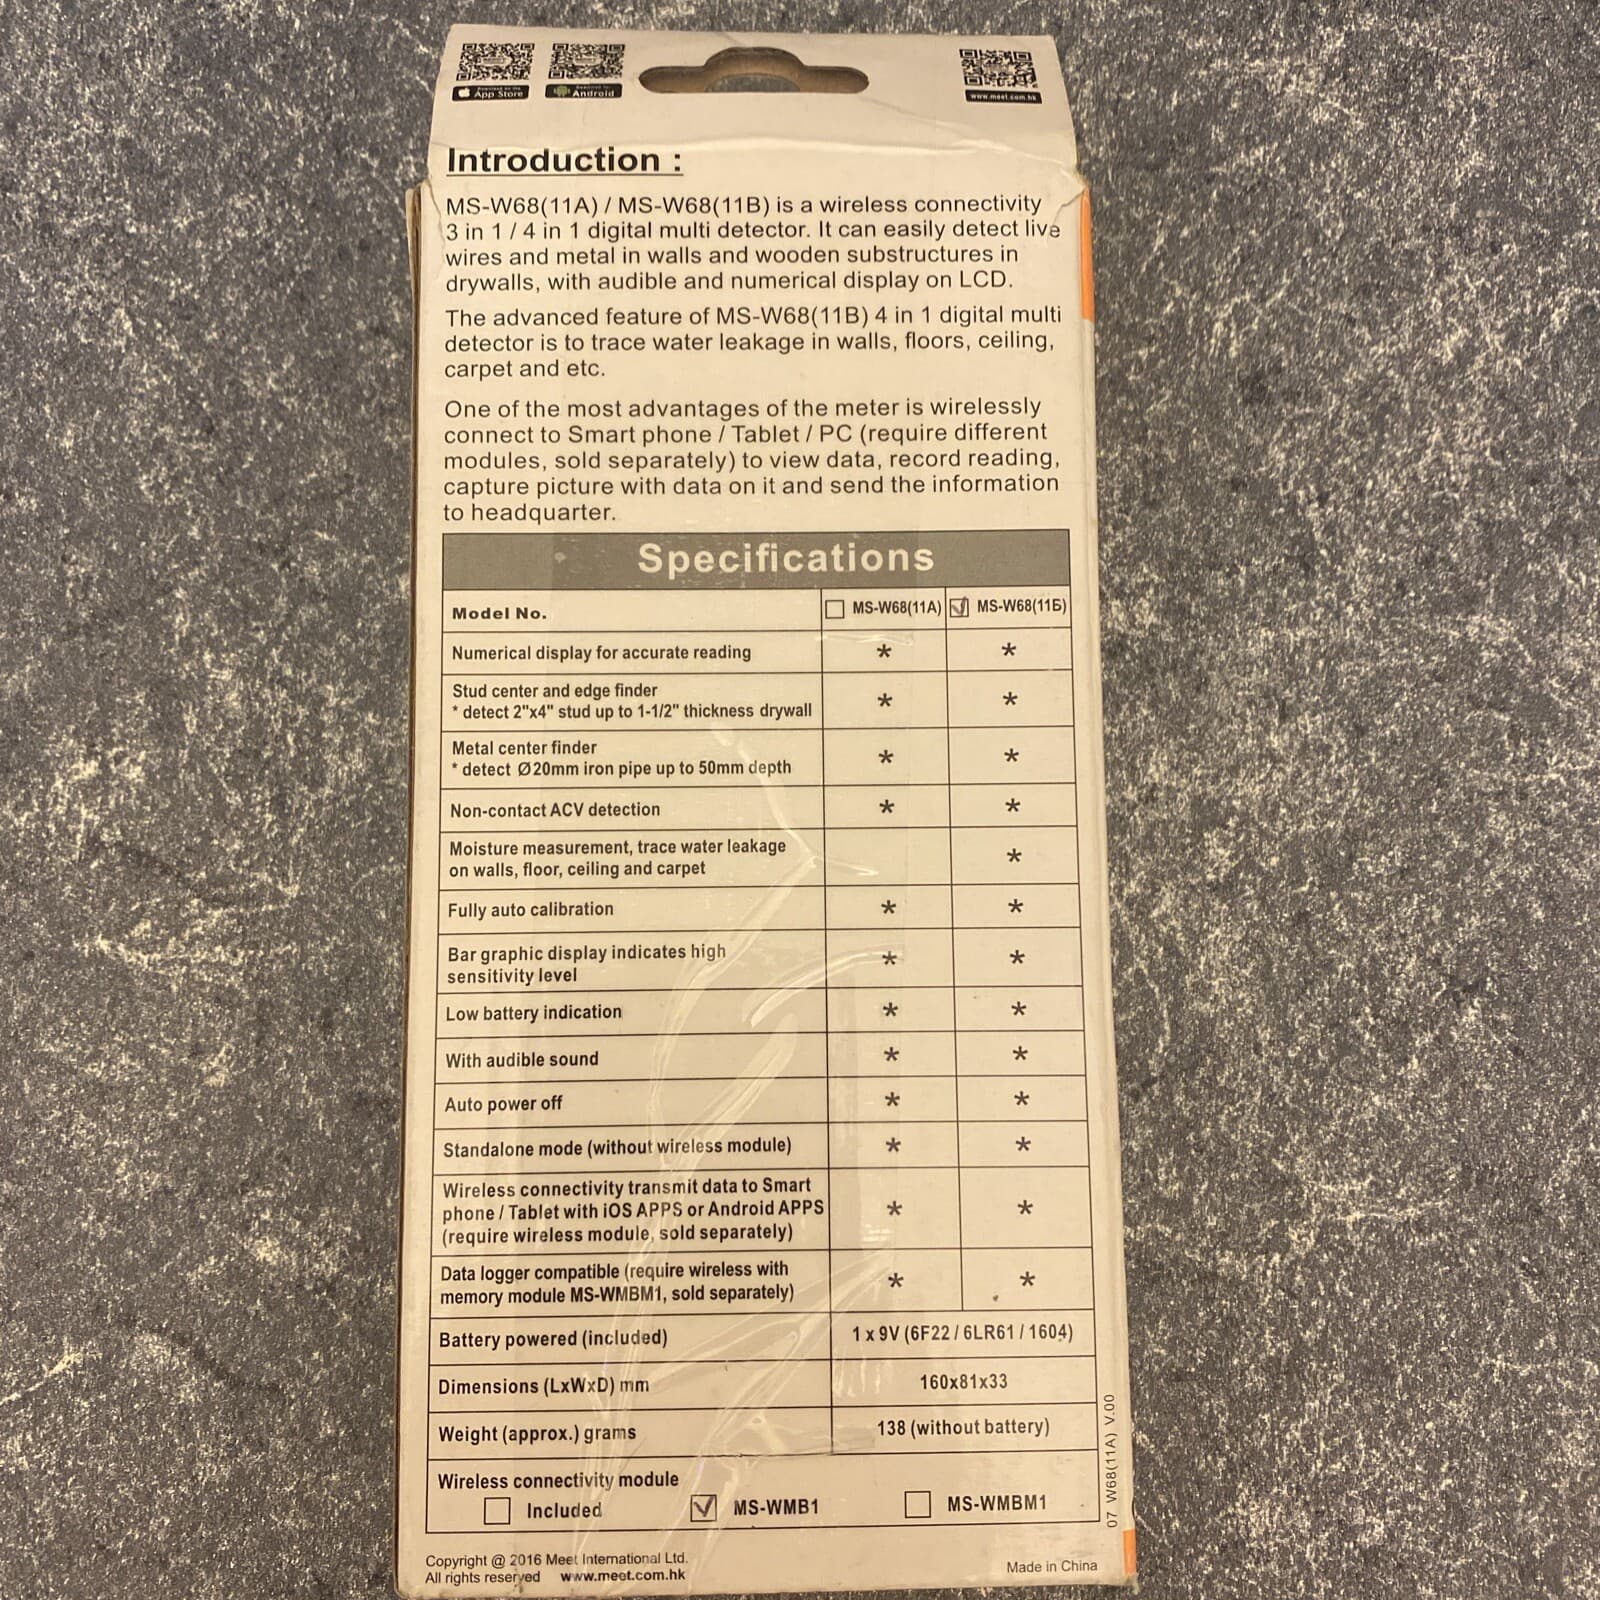 App Store
Android
www.meet.com.hk
Introduction :
MS-W68(11A) / MS-W68(11B) is a wireless connectivity
3 in 1 / 4 in 1 digital multi detector. It can easily detect live
wires and metal in walls and wooden substructures in
drywalls, with audible and numerical display on LCD.
The advanced feature of MS-W68(11B) 4 in 1 digital multi
detector is to trace water leakage in walls, floors, ceiling,
carpet and etc.
One of the most advantages of the meter is wirelessly
connect to Smart phone / Tablet / PC (require different
modules, sold separately) to view data, record reading,
capture picture with data on it and send the information
to headquarter.
Specifications
Model No. MS-W68(11A) MS-W68(11B)
Numerical display for accurate reading * *
Stud center and edge finder
* detect 2"x4" stud up to 1-1/2" thickness drywall * *
Metal center finder
* detect Ø20mm iron pipe up to 50mm depth * *
Non-contact ACV detection * *
Moisture measurement, trace water leakage
on walls, floor, ceiling and carpet *
Fully auto calibration * *
Bar graphic display indicates high
sensitivity level * *
Low battery indication * *
With audible sound * *
Auto power off * *
Standalone mode (without wireless module) * *
Wireless connectivity transmit data to Smart
phone / Tablet with iOS APPS or Android APPS
(require wireless module, sold separately) * *
Data logger compatible (require wireless with
memory module MS-WMBM1, sold separately) * *
Battery powered (included) 1 x 9V (6F22 / 6LR61 / 1604)
Dimensions (LxWxD) mm 160x81x33
Weight (approx.) grams 138 (without battery)
Wireless connectivity module
Included MS-WMB1 MS-WMBM1
Copyright @ 2016 Meet International Ltd.
All rights reserved www.meet.com.hk
Made in China
07 W68(11A) V.00